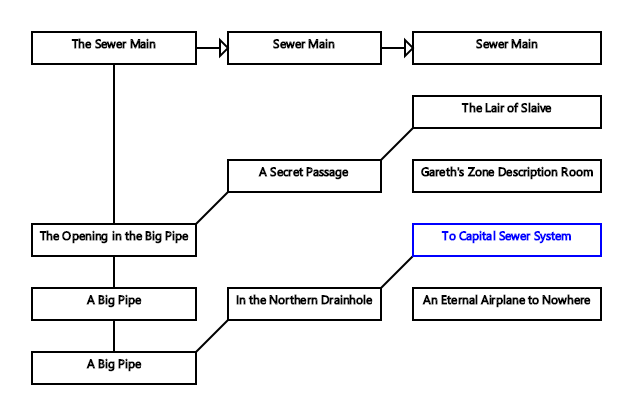 The Sewer Main
Sewer Main
Sewer Main
The Lair of Slaive
A Secret Passage
Gareth's Zone Description Room
The Opening in the Big Pipe
To Capital Sewer System
A Big Pipe
In the Northern Drainhole
An Eternal Airplane to Nowhere
A Big Pipe